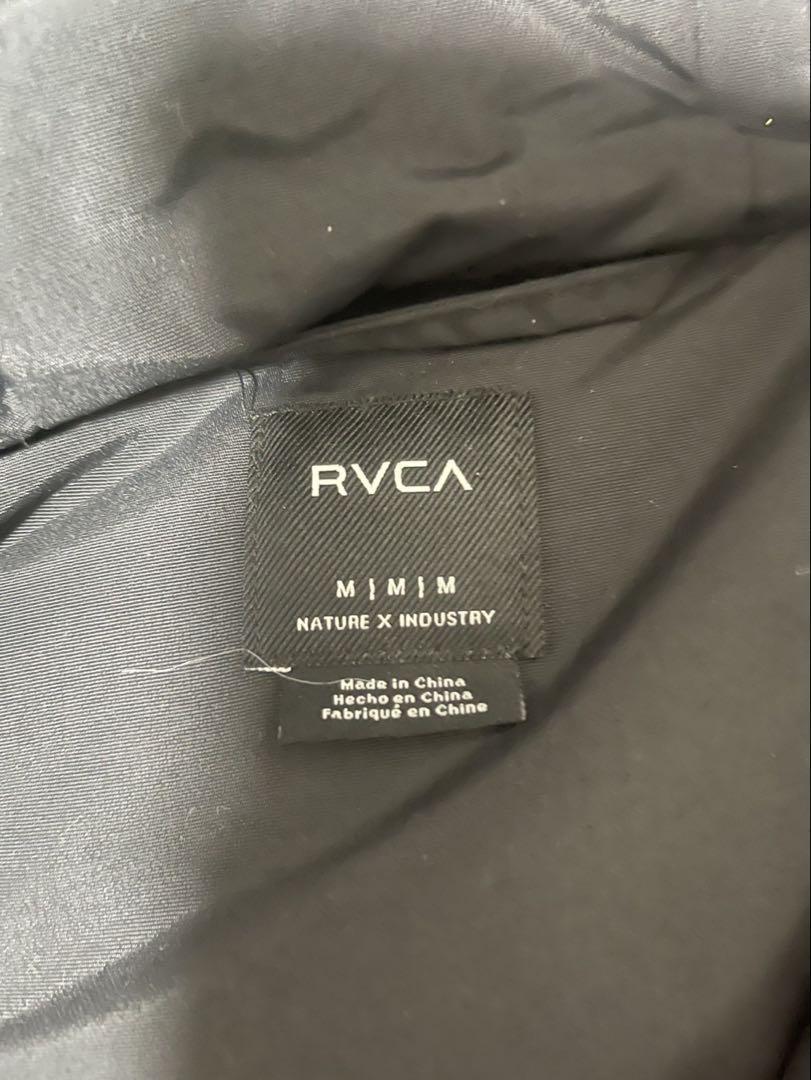 RVCA
M | M | M
NATURE X INDUSTRY
Made in China
Hecho en China
Fabriqué en Chine